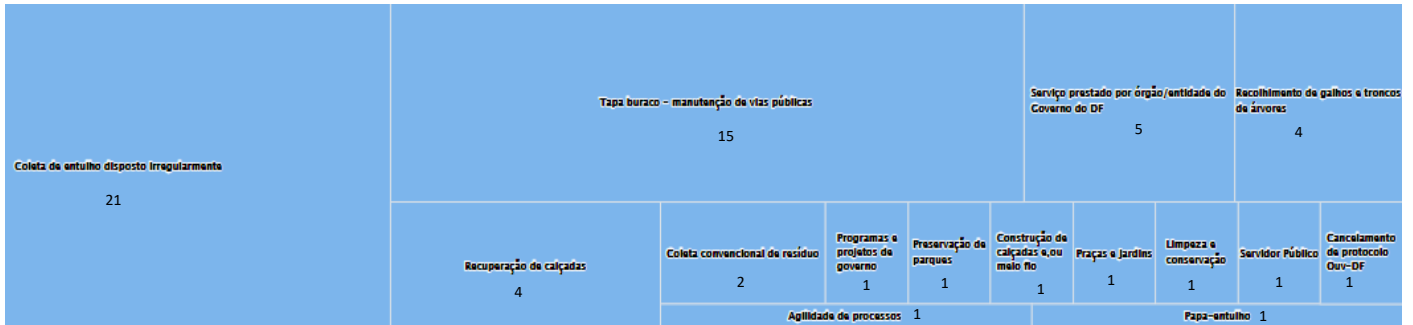 Coleta de entulho disposto irregularmente
21
Tapa buraco - manutenção de vias públicas
15
Serviço prestado por órgão/entidade do
Governo do DF
5
Recolhimento de galhos e troncos
de árvores
4
Recuperação de calçadas
4
Coleta convencional de resíduo
2
Programas e
projetos de
governo
1
Preservação de
parques
1
Construção de
calçadas e,ou
meio fio
1
Praças e Jardins
1
Limpeza e
conservação
1
Servidor Público
1
Cancelamento
de protocolo
Ouv-DF
1
Agilidade de processos 1
Papa-entulho 1